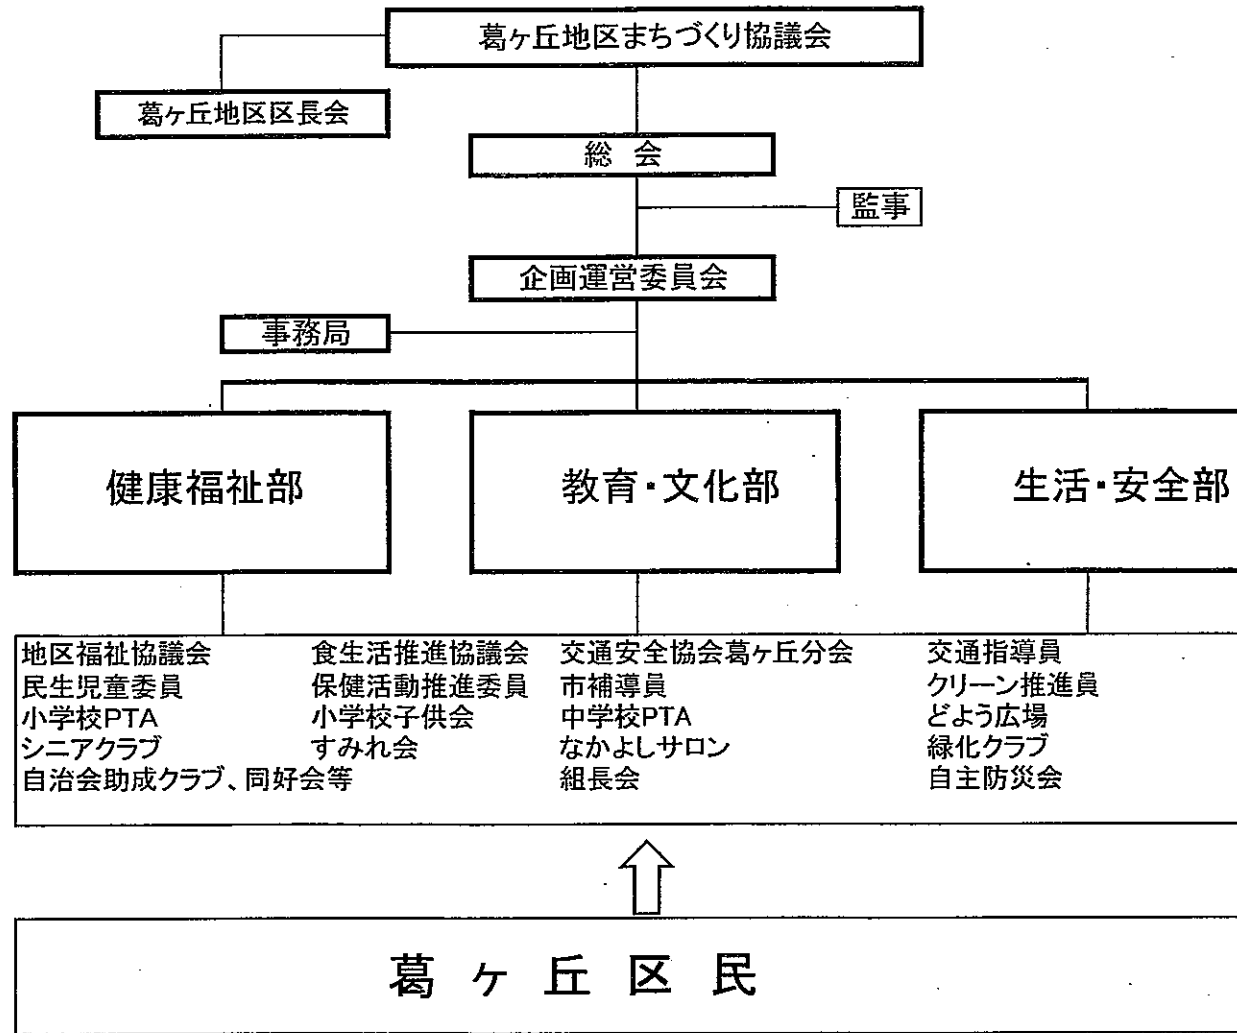 葛ヶ丘地区まちづくり協議会
葛ヶ丘地区区長会
総 会
監事
企画運営委員会
事務局
健康福祉部
教育・文化部
生活・安全部
地区福祉協議会 食生活推進協議会 交通安全協会葛ヶ丘分会 交通指導員
民生児童委員 保健活動推進委員 市補導員 クリーン推進員
小学校PTA 小学校子供会 中学校PTA どよう広場
シニアクラブ すみれ会 なかよしサロン 緑化クラブ
自治会助成クラブ、同好会等 組長会 自主防災会
葛ヶ丘区民